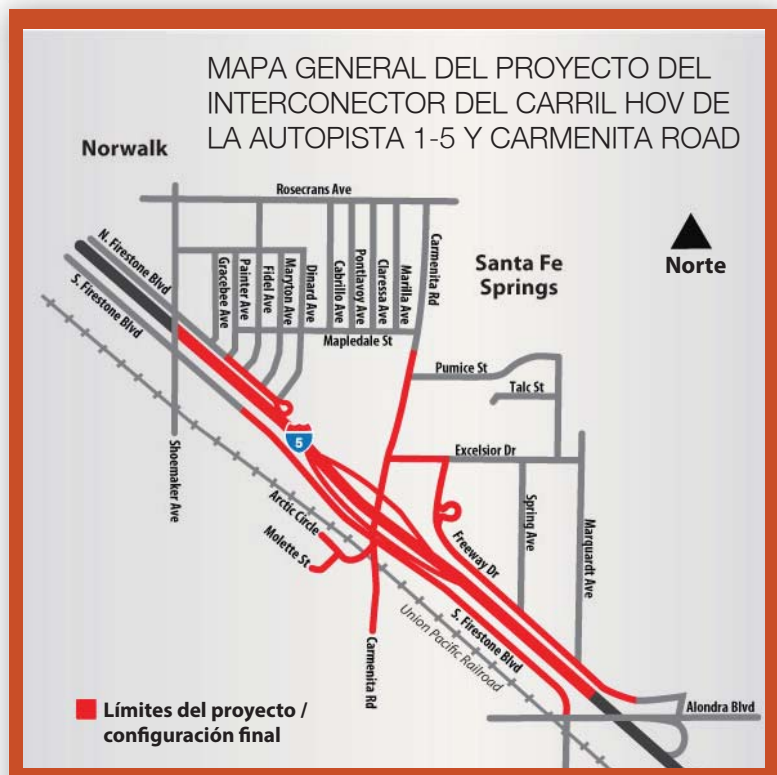 MAPA GENERAL DEL PROYECTO DEL
INTERCONECTOR DEL CARRIL HOV DE
LA AUTOPISTA 1-5 Y CARMENITA ROAD
Norwalk
Rosecrans Ave
Norte
Santa Fe
Springs
N. Firestone Blvd
S. Firestone Blvd
Gracebee Ave
Painter Ave
Fidel Ave
Maryton Ave
Dinard Ave
Cabrillo Ave
Pontlavoy Ave
Claressa Ave
Marilla Ave
Carmenita Rd
Mapledale St
Pumice St
Talc St
Shoemaker Ave
5
Excelsior Dr
Spring Ave
Marquardt Ave
Arctic Circle
Molette St
Freeway Dr
Carmenita Rd
S. Firestone Blvd
Union Pacific Railroad
Alondra Blvd
Límites del proyecto /
configuración final